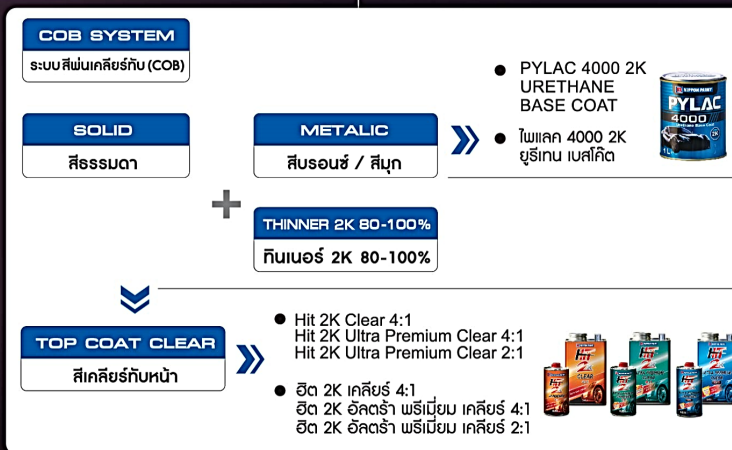 COB SYSTEM
ระบบสีพ่นเคลียร์ทับ (COB)
SOLID
สีธรรมดา
METALIC
สีบรอนซ์ / สีมุก
PYLAC 4000 2K
URETHANE
BASE COAT
ไพแลค 4000 2K
ยูรีเทน เบสโค๊ต
NIPPON PAINT
PYLAC
4000
Urethane Base Coat
2K
THINNER 2K 80-100%
ทินเนอร์ 2K 80-100%
TOP COAT CLEAR
สีเคลียร์ทับหน้า
Hit 2K Clear 4:1
Hit 2K Ultra Premium Clear 4:1
Hit 2K Ultra Premium Clear 2:1
ฮิต 2K เคลียร์ 4:1
ฮิต 2K อัลตร้า พรีเมี่ยม เคลียร์ 4:1
ฮิต 2K อัลตร้า พรีเมี่ยม เคลียร์ 2:1